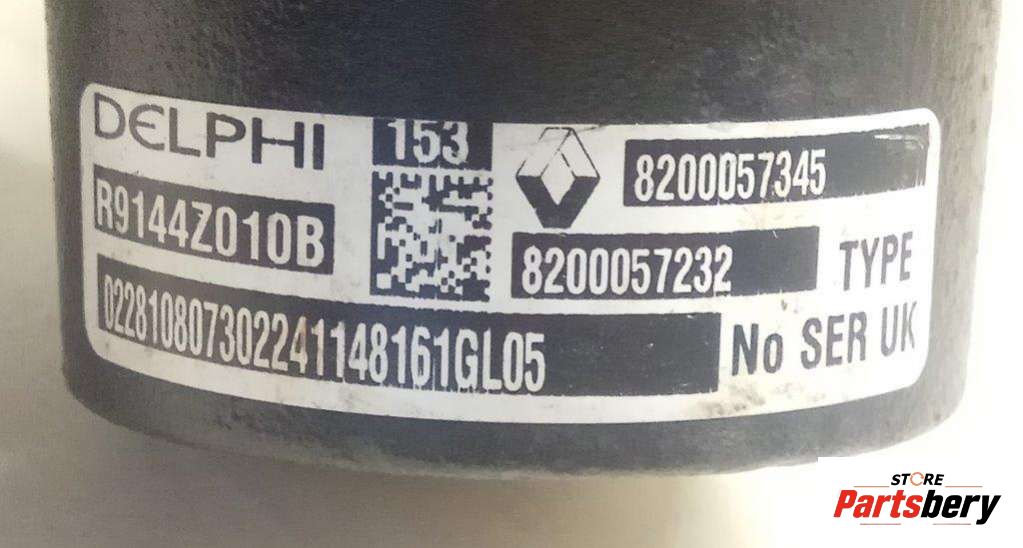 DELPHI 153 8200057345
R9144Z010B 8200057232 TYPE
02281080730224114816​1GL05 No SER UK
STORE
Partsbery